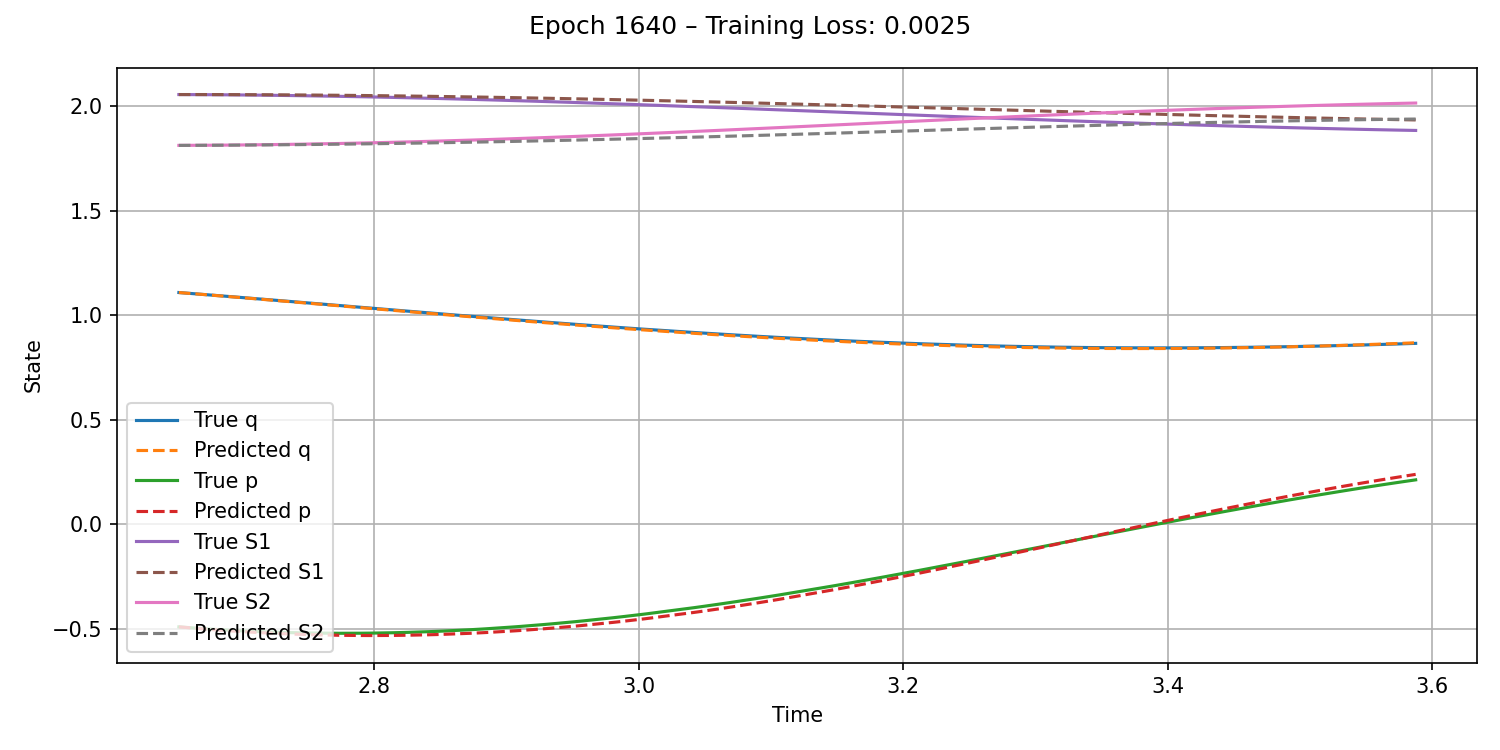 Epoch 1640 – Training Loss: 0.0025
2.0
1.5
1.0
0.5
0.0
−0.5
State
True q
Predicted q
True p
Predicted p
True S1
Predicted S1
True S2
Predicted S2
2.8 3.0 3.2 3.4 3.6
Time